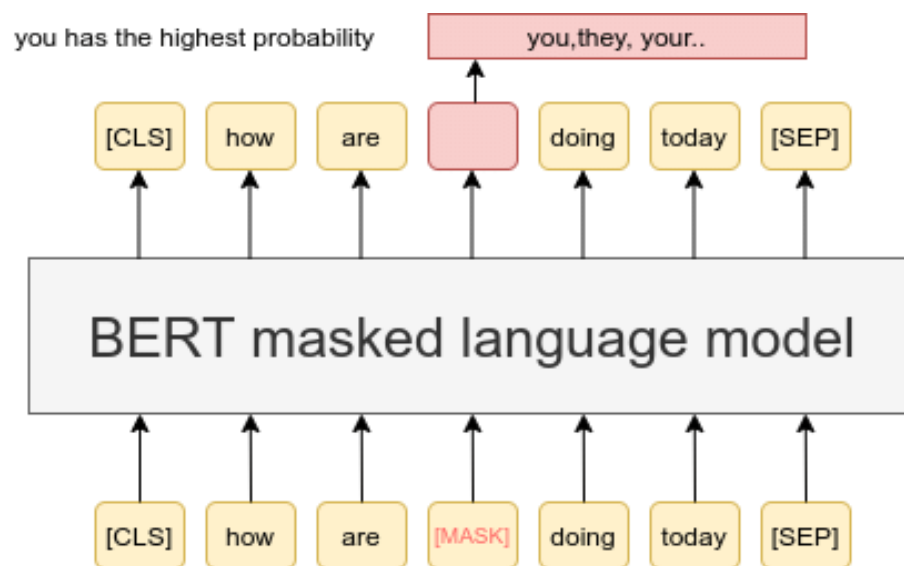 you has the highest probability
you,they, your..
[CLS] how are doing today [SEP]
BERT masked language model
[CLS] how are [MASK] doing today [SEP]